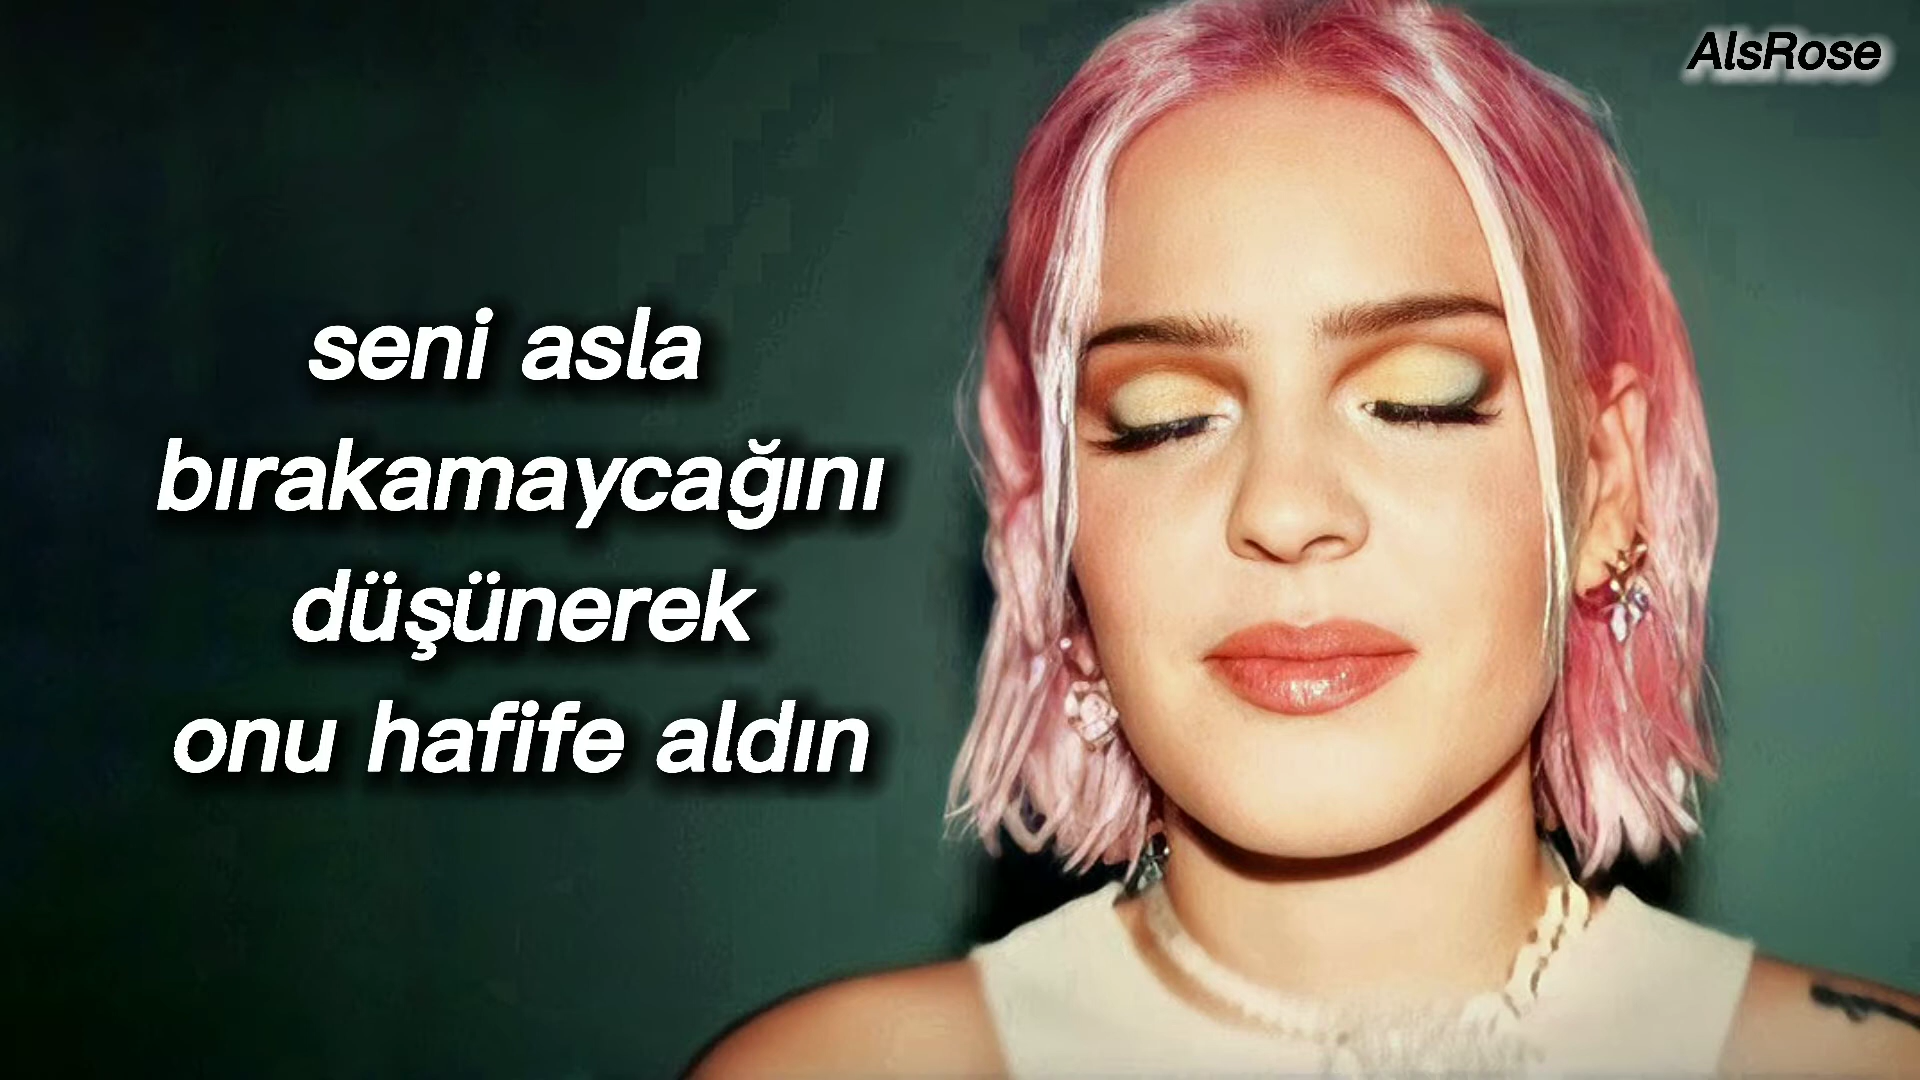 AlsRose
seni asla
bırakamaycağını
düşünerek
onu hafife aldın